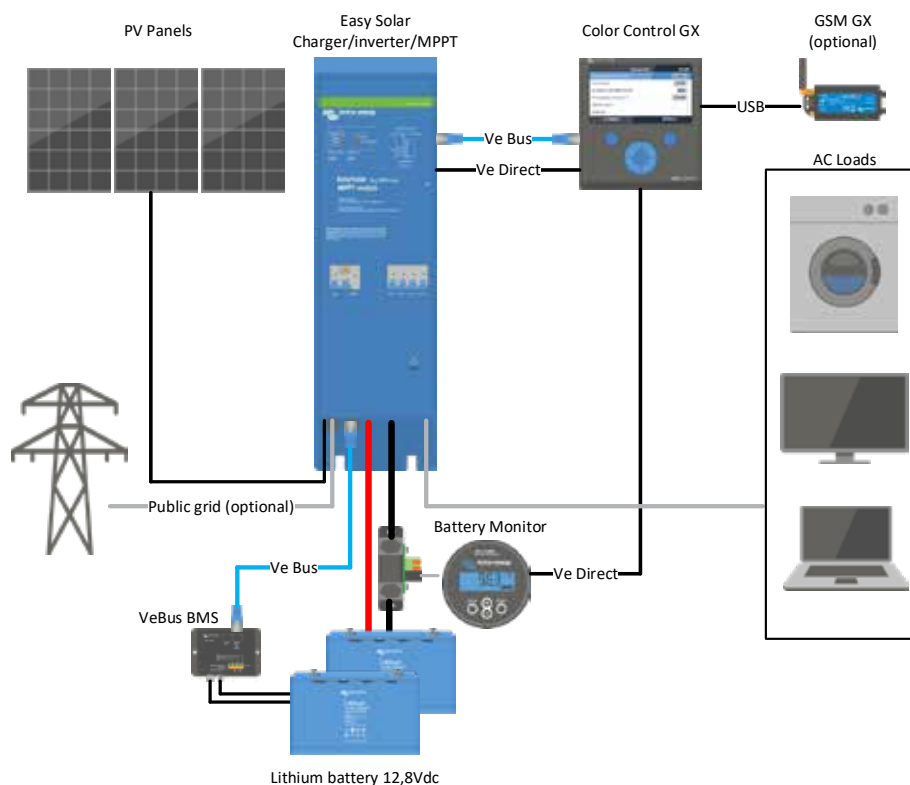 PV Panels
Easy Solar
Charger/inverter/MPPT
Color Control GX
GSM GX
(optional)
USB
Ve Bus
Ve Direct
AC Loads
Public grid (optional)
Battery Monitor
Ve Bus
Ve Direct
VeBus BMS
Lithium battery 12,8Vdc